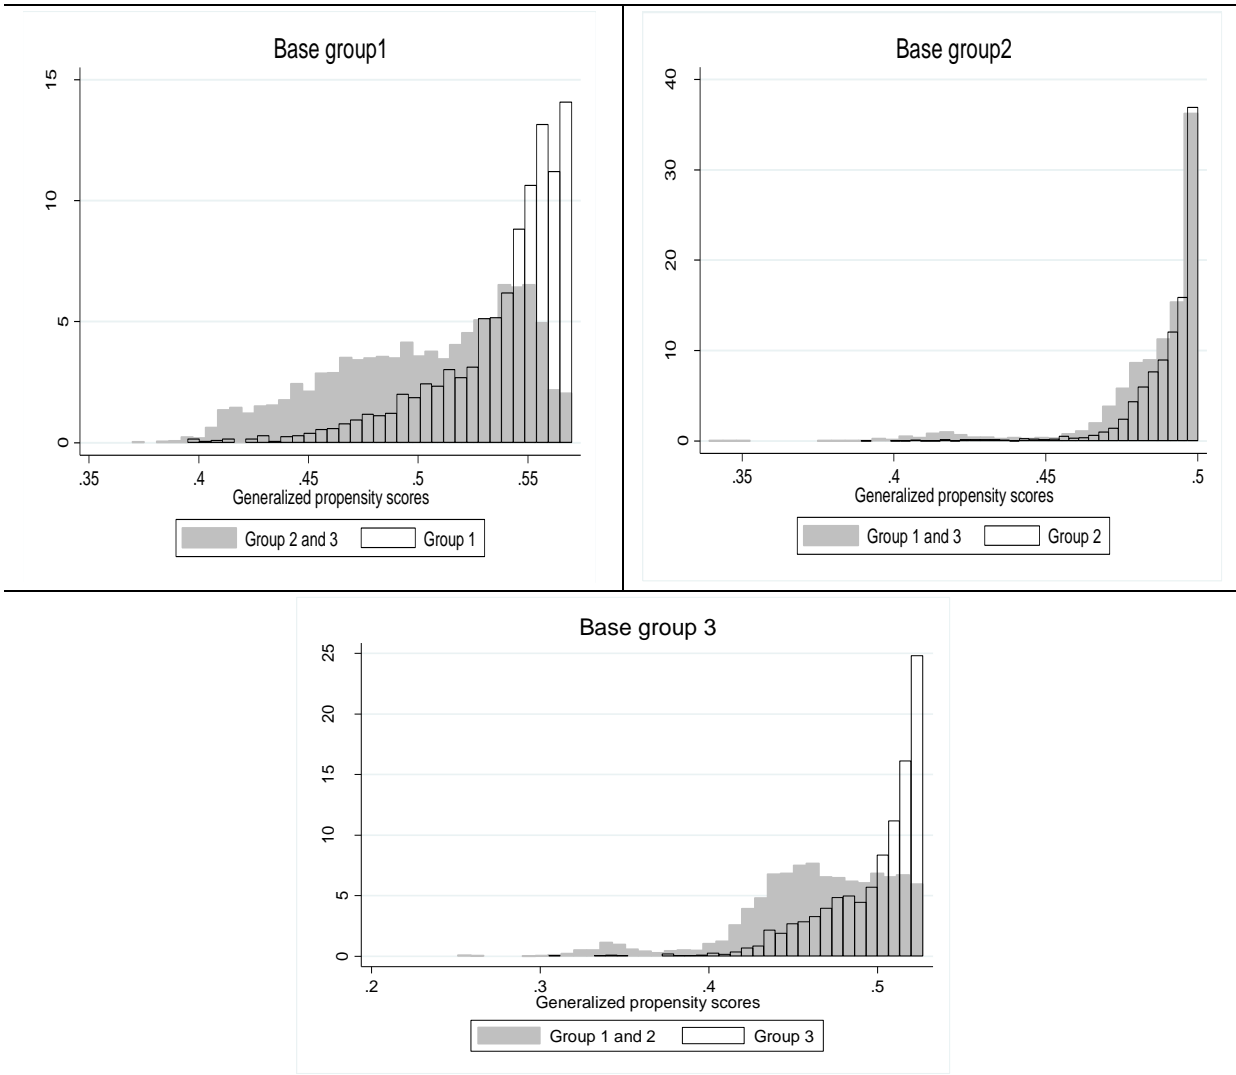 Base group1
15
10
5
0
.35 .4 .45 .5 .55
Generalized propensity scores
Group 2 and 3 Group 1
Base group2
40
30
20
10
0
.35 .4 .45 .5
Generalized propensity scores
Group 1 and 3 Group 2
Base group 3
25
20
15
10
5
0
.2 .3 .4 .5
Generalized propensity scores
Group 1 and 2 Group 3